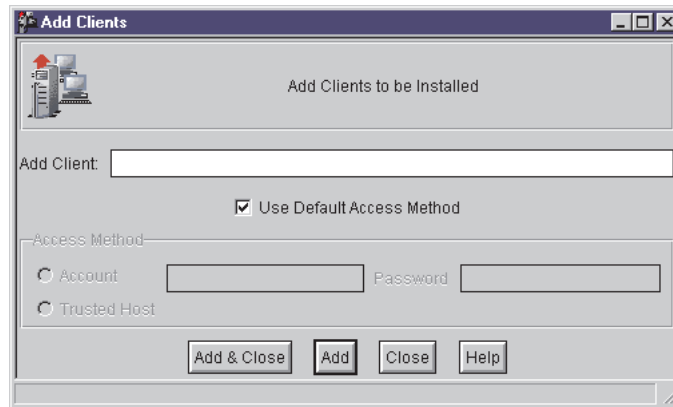 Add Clients
Add Clients to be Installed
Add Client:
Use Default Access Method
Access Method
Account
Password
Trusted Host
Add & Close
Add
Close
Help